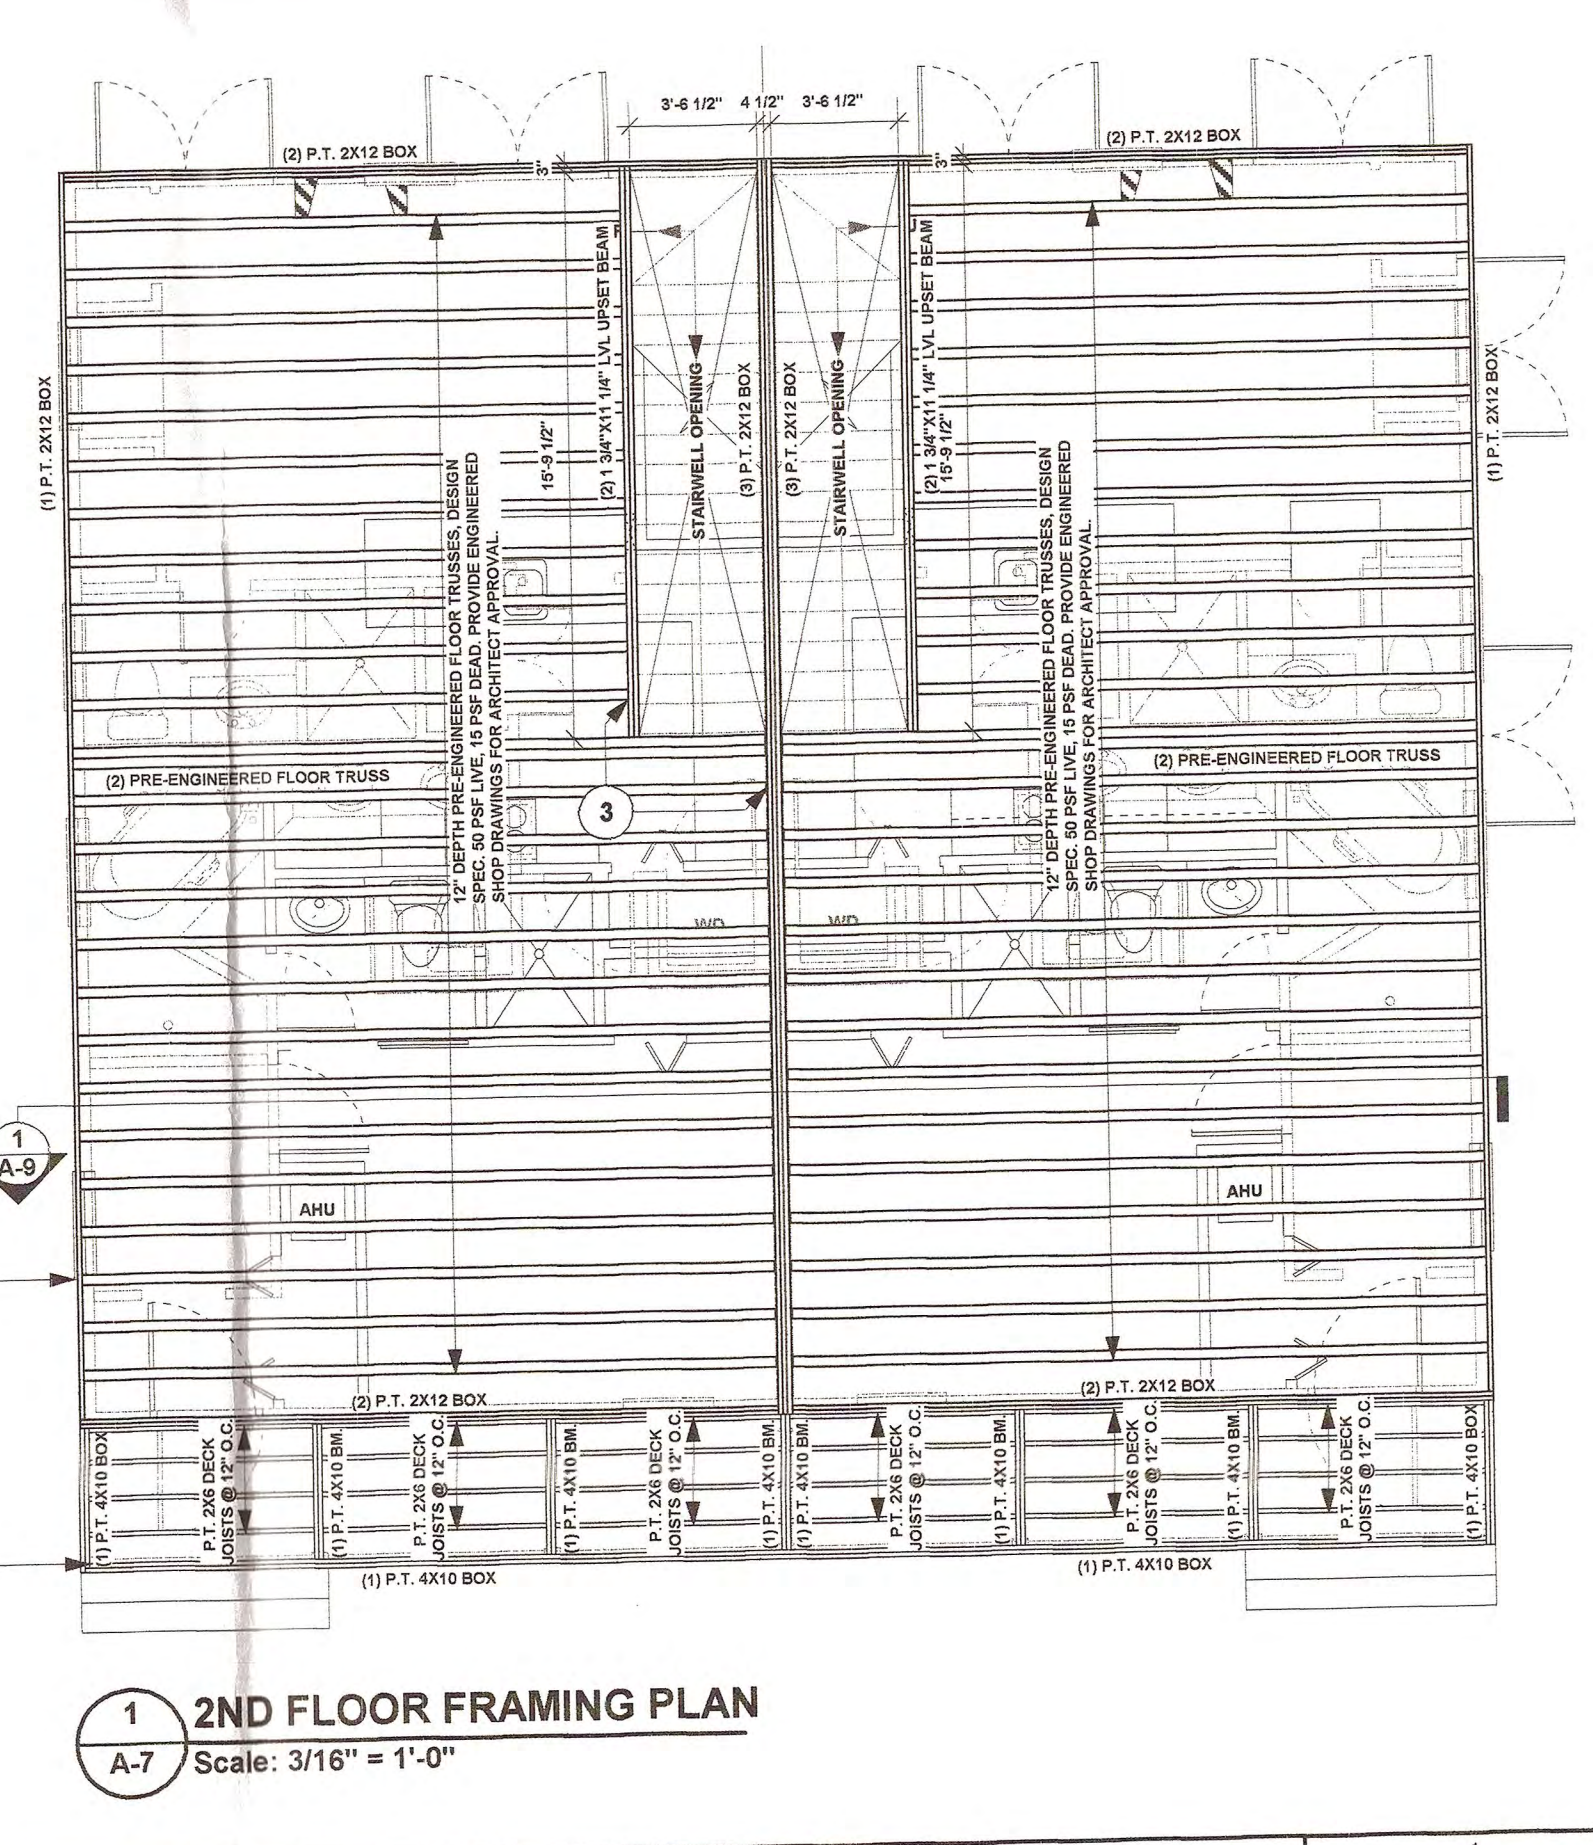 3'-6 1/2" 4 1/2" 3'-6 1/2"
(2) P.T. 2X12 BOX
(2) P.T. 2X12 BOX
3"
3"
(1) P.T. 2X12 BOX
(2) 1 3/4"X11 1/4" LVL UPSET BEAM
15'-9 1/2"
STAIRWELL OPENING
(3) P.T. 2X12 BOX
(3) P.T. 2X12 BOX
STAIRWELL OPENING
(2) 1 3/4"X11 1/4" LVL UPSET BEAM
15'-9 1/2"
(1) P.T. 2X12 BOX
12" DEPTH PRE-ENGINEERED FLOOR TRUSSES, DESIGN
SPEC. 50 PSF LIVE, 15 PSF DEAD. PROVIDE ENGINEERED
SHOP DRAWINGS FOR ARCHITECT APPROVAL.
12" DEPTH PRE-ENGINEERED FLOOR TRUSSES, DESIGN
SPEC. 50 PSF LIVE, 15 PSF DEAD. PROVIDE ENGINEERED
SHOP DRAWINGS FOR ARCHITECT APPROVAL.
(2) PRE-ENGINEERED FLOOR TRUSS
(2) PRE-ENGINEERED FLOOR TRUSS
3
W/D
W/D
1
A-9
AHU
AHU
(2) P.T. 2X12 BOX
(2) P.T. 2X12 BOX
(1) P.T. 4X10 BOX
P.T. 2X6 DECK
JOISTS @ 12" O.C.
(1) P.T. 4X10 BM.
P.T. 2X6 DECK
JOISTS @ 12" O.C.
(1) P.T. 4X10 BM.
P.T. 2X6 DECK
JOISTS @ 12" O.C.
(1) P.T. 4X10 BM.
(1) P.T. 4X10 BM.
P.T. 2X6 DECK
JOISTS @ 12" O.C.
(1) P.T. 4X10 BM.
P.T. 2X6 DECK
JOISTS @ 12" O.C.
(1) P.T. 4X10 BM.
P.T. 2X6 DECK
JOISTS @ 12" O.C.
(1) P.T. 4X10 BOX
(1) P.T. 4X10 BOX
(1) P.T. 4X10 BOX
1
A-7
2ND FLOOR FRAMING PLAN
Scale: 3/16" = 1'-0"